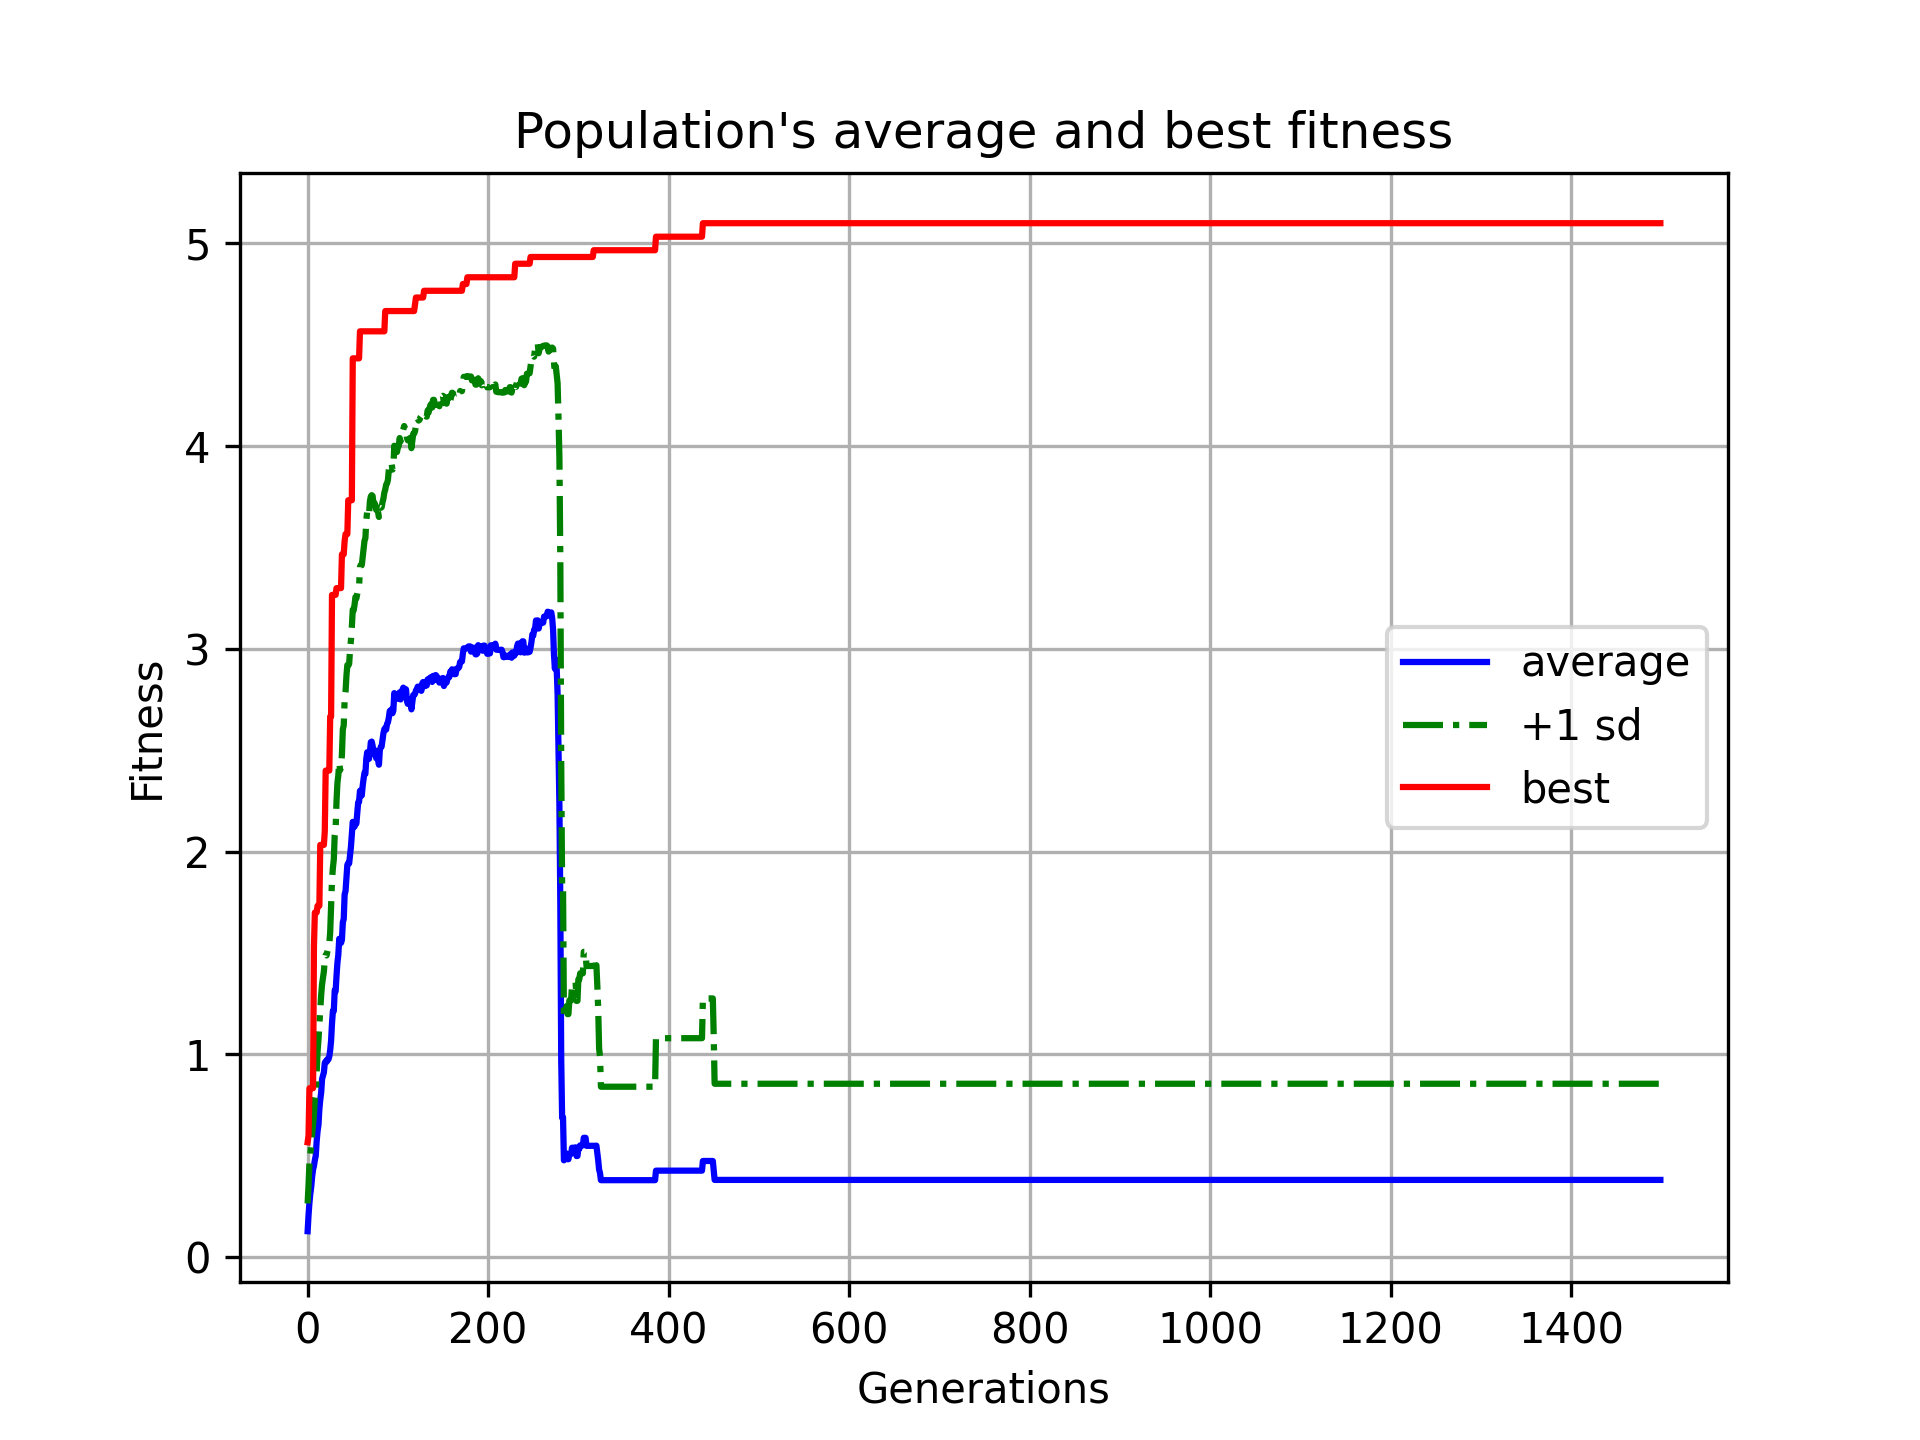 Population's average and best fitness
Fitness
5
4
3
2
1
0
average
+1 sd
best
0 200 400 600 800 1000 1200 1400
Generations